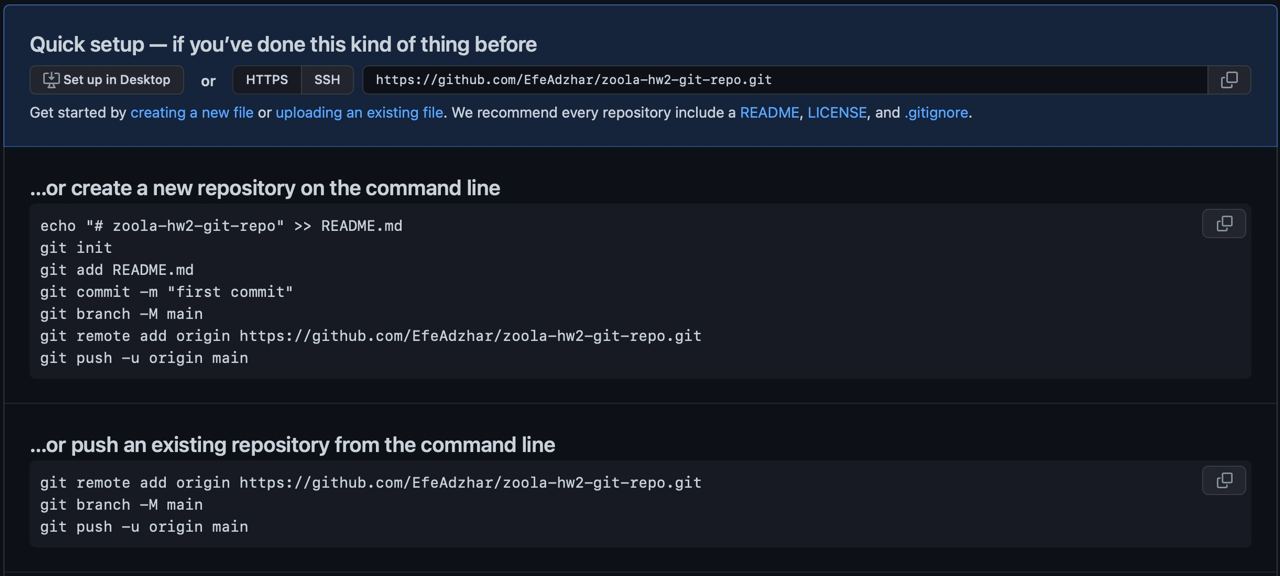 Quick setup — if you’ve done this kind of thing before
Set up in Desktop or HTTPS SSH https://github.com/EfeAdzhar/zoola-hw2-git-repo.git
Get started by creating a new file or uploading an existing file. We recommend every repository include a README, LICENSE, and .gitignore.
…or create a new repository on the command line
echo "# zoola-hw2-git-repo" >> README.md
git init
git add README.md
git commit -m "first commit"
git branch -M main
git remote add origin https://github.com/EfeAdzhar/zoola-hw2-git-repo.git
git push -u origin main
…or push an existing repository from the command line
git remote add origin https://github.com/EfeAdzhar/zoola-hw2-git-repo.git
git branch -M main
git push -u origin main